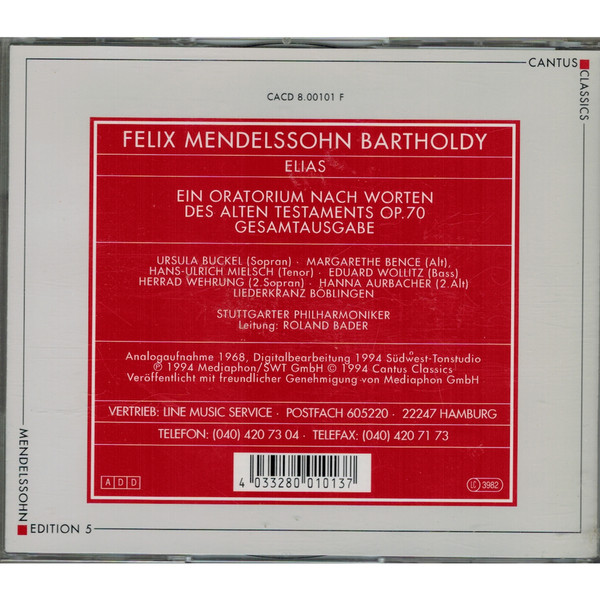 CANTUS
CLASSICS
CACD 8.00101 F
FELIX MENDELSSOHN BARTHOLDY
ELIAS
EIN ORATORIUM NACH WORTEN
DES ALTEN TESTAMENTS OP.70
GESAMTAUSGABE
URSULA BUCKEL (Sopran) · MARGARETHE BENCE (Alt),
HANS-ULRICH MIELSCH (Tenor) · EDUARD WOLLITZ (Bass)
HERRAD WEHRUNG (2.Sopran) · HANNA AURBACHER (2.Alt)
LIEDERKRANZ BÖBLINGEN
STUTTGARTER PHILHARMONIKER
Leitung: ROLAND BADER
Analogaufnahme 1968, Digitalbearbeitung 1994 Südwest-Tonstudio
℗ 1994 Mediaphon/SWT GmbH © 1994 Cantus Classics
Veröffentlicht mit freundlicher Genehmigung von Mediaphon GmbH
VERTRIEB: LINE MUSIC SERVICE · POSTFACH 605220 · 22247 HAMBURG
TELEFON: (040) 420 73 04 · TELEFAX: (040) 420 71 73
ADD
4 033280 010137
LC 3982
MENDELSSOHN
EDITION 5